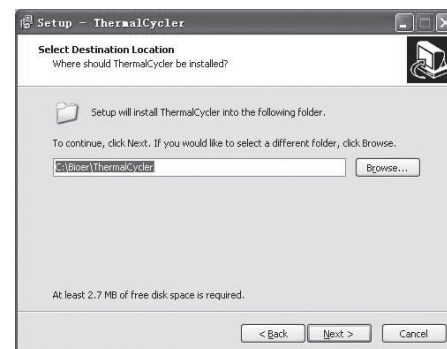 Setup - ThermalCycler
Select Destination Location
Where should ThermalCycler be installed?
Setup will install ThermalCycler into the following folder.
To continue, click Next. If you would like to select a different folder, click Browse.
C:\Bioer\ThermalCycler
Browse...
At least 2.7 MB of free disk space is required.
< Back
Next >
Cancel